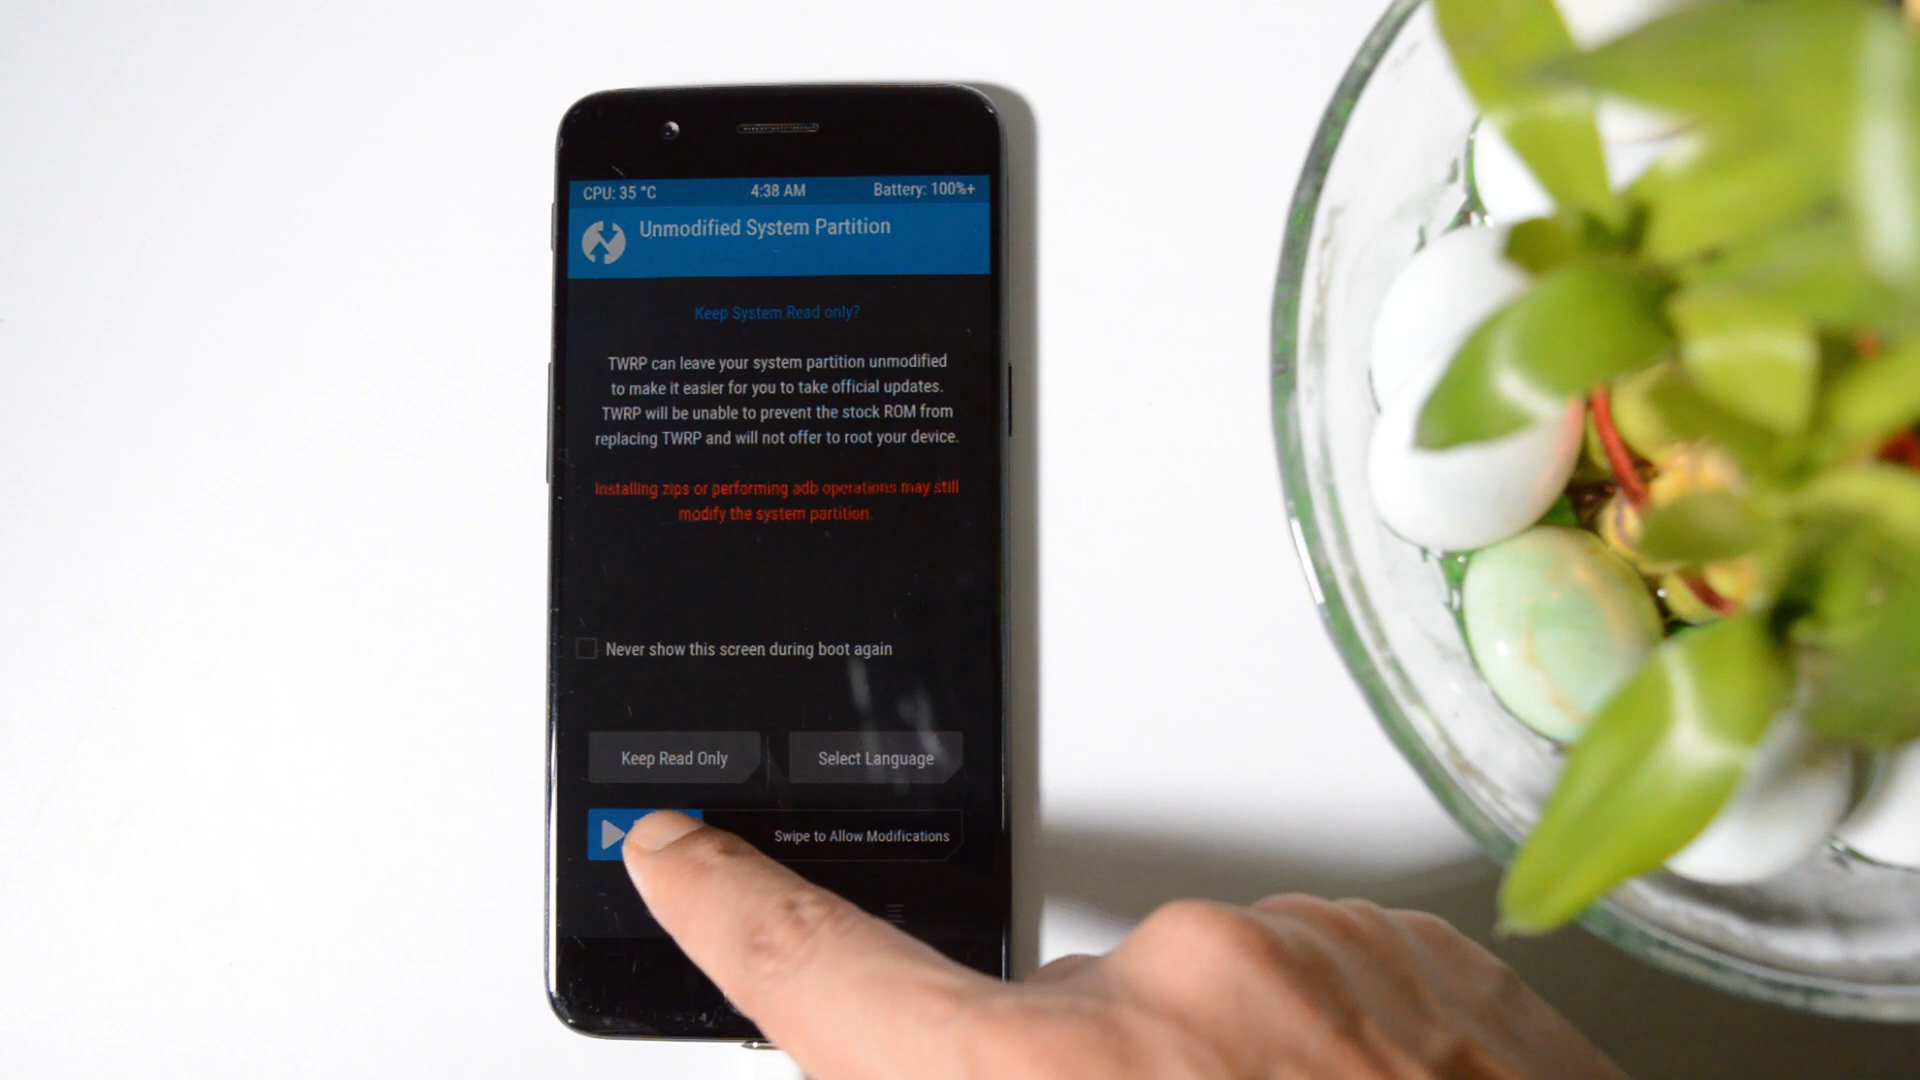 CPU: 35 °C 4:38 AM Battery: 100%+
Unmodified System Partition
Keep System Read only?
TWRP can leave your system partition unmodified
to make it easier for you to take official updates.
TWRP will be unable to prevent the stock ROM from
replacing TWRP and will not offer to root your device.
Installing zips or performing adb operations may still
modify the system partition.
Never show this screen during boot again
Keep Read Only Select Language
Swipe to Allow Modifications